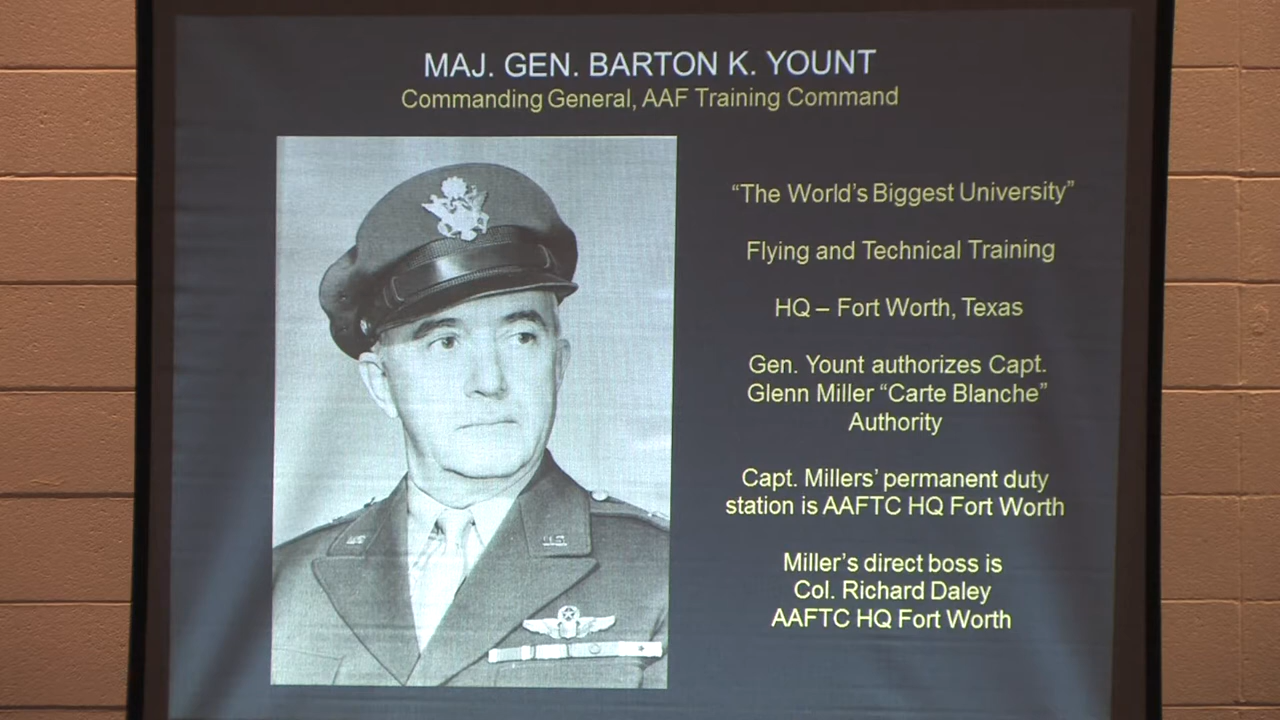 MAJ. GEN. BARTON K. YOUNT
Commanding General, AAF Training Command
“The World’s Biggest University”
Flying and Technical Training
HQ – Fort Worth, Texas
Gen. Yount authorizes Capt.
Glenn Miller “Carte Blanche”
Authority
Capt. Millers’ permanent duty
station is AAFTC HQ Fort Worth
Miller’s direct boss is
Col. Richard Daley
AAFTC HQ Fort Worth